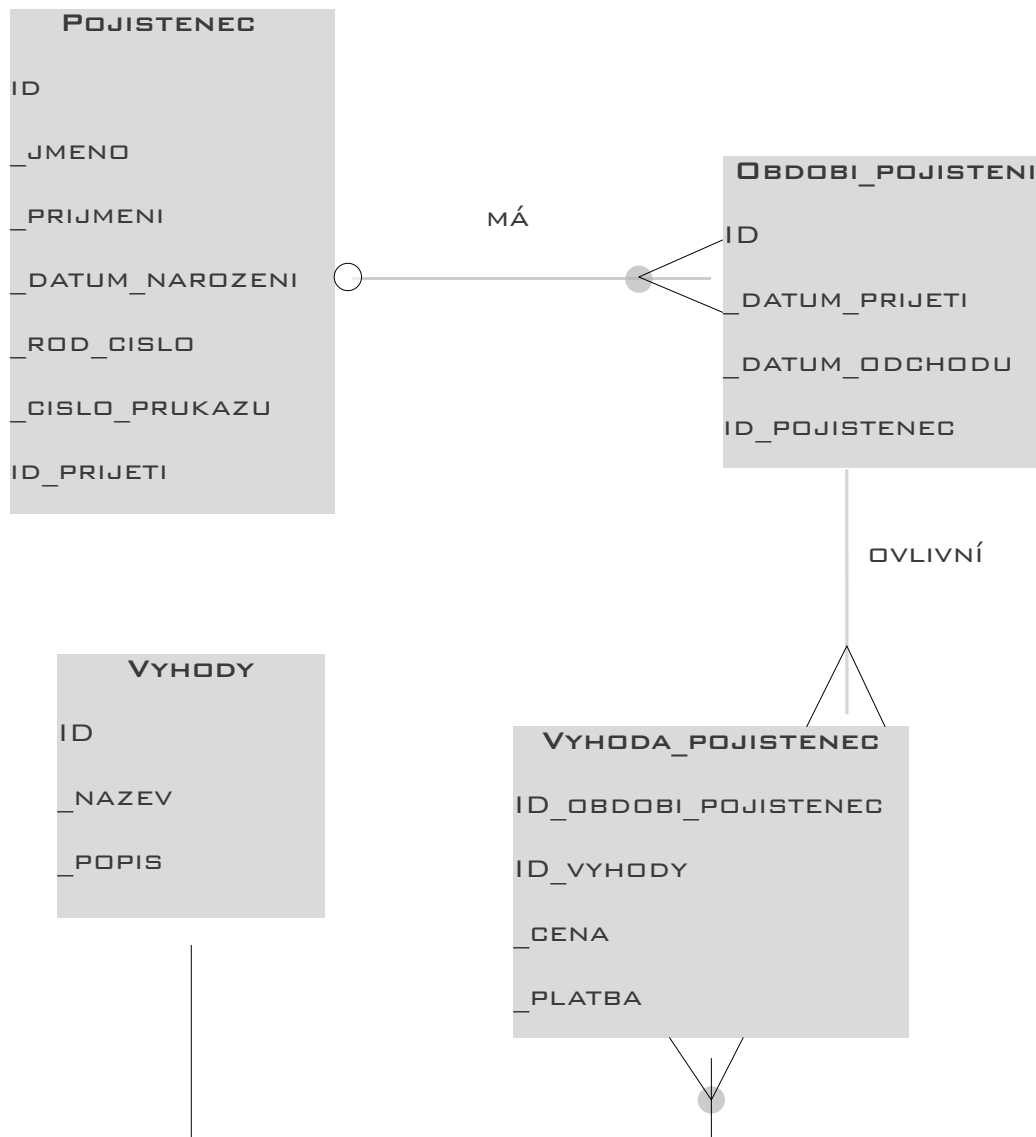 Pojistenec
ID
_jmeno
_prijmeni
_datum_narozeni
_rod_cislo
_cislo_prukazu
ID_prijeti
má
Obdobi_pojisteni
ID
_datum_prijeti
_datum_odchodu
ID_pojistenec
ovlivní
Vyhody
ID
_nazev
_popis
Vyhoda_pojistenec
ID_obdobi_pojistenec
ID_vyhody
_cena
_platba